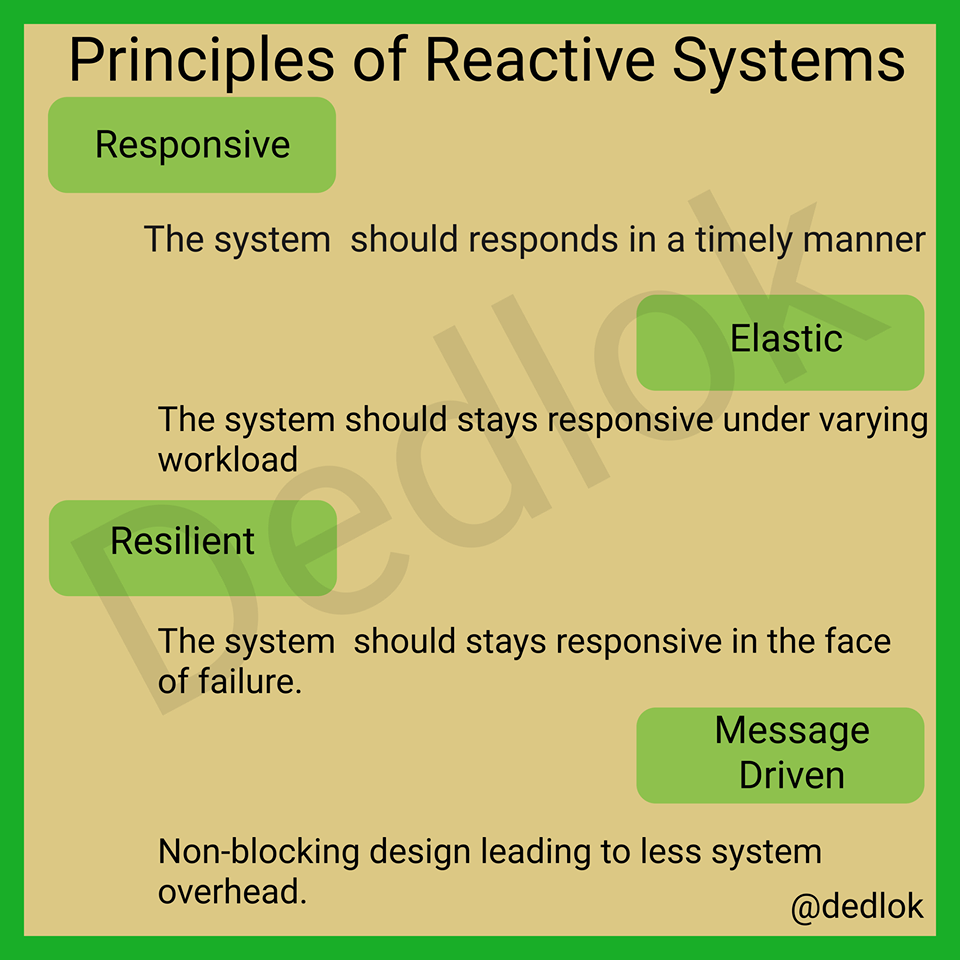 Principles of Reactive Systems
Responsive
The system  should responds in a timely manner
Elastic
The system should stays responsive under varying
workload
Resilient
The system  should stays responsive in the face
of failure.
Message
Driven
Non-blocking design leading to less system
overhead.
@dedlok
Dedlok